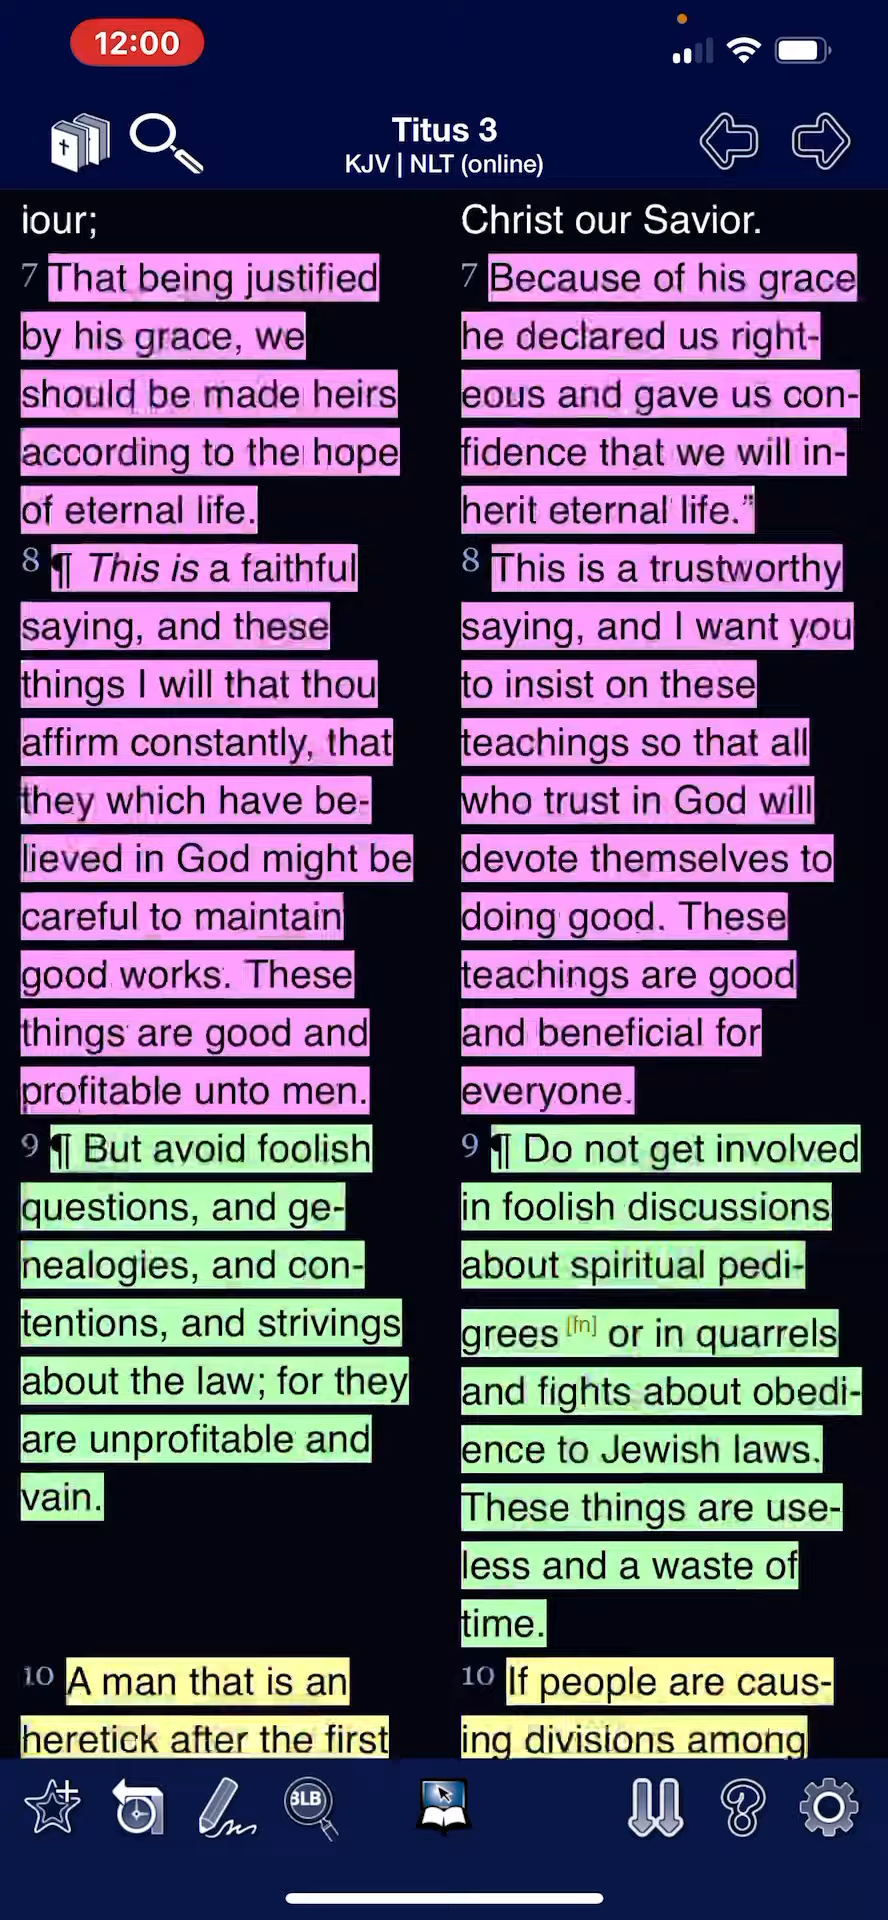 12:00
Titus 3
KJV | NLT (online)
iour;
7 That being justified
by his grace, we
should be made heirs
according to the hope
of eternal life.
8 ¶ This is a faithful
saying, and these
things I will that thou
affirm constantly, that
they which have be-
lieved in God might be
careful to maintain
good works. These
things are good and
profitable unto men.
9 ¶ But avoid foolish
questions, and ge-
nealogies, and con-
tentions, and strivings
about the law; for they
are unprofitable and
vain.
10 A man that is an
heretick after the first
Christ our Savior.
7 Because of his grace
he declared us right-
eous and gave us con-
fidence that we will in-
herit eternal life.”
8 This is a trustworthy
saying, and I want you
to insist on these
teachings so that all
who trust in God will
devote themselves to
doing good. These
teachings are good
and beneficial for
everyone.
9 ¶ Do not get involved
in foolish discussions
about spiritual pedi-
grees [fn] or in quarrels
and fights about obedi-
ence to Jewish laws.
These things are use-
less and a waste of
time.
10 If people are caus-
ing divisions among
BLB